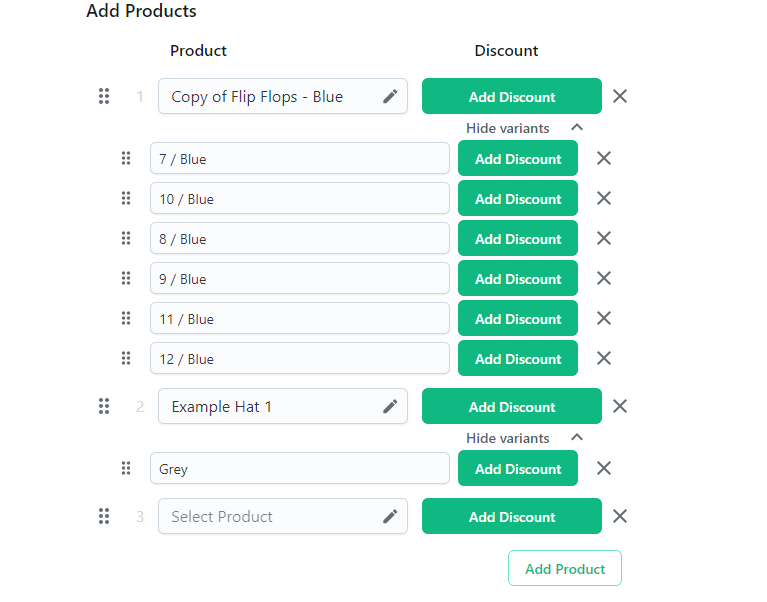 Add Products
Product Discount
1 Copy of Flip Flops - Blue Add Discount
Hide variants
7 / Blue Add Discount
10 / Blue Add Discount
8 / Blue Add Discount
9 / Blue Add Discount
11 / Blue Add Discount
12 / Blue Add Discount
2 Example Hat 1 Add Discount
Hide variants
Grey Add Discount
3 Select Product Add Discount
Add Product